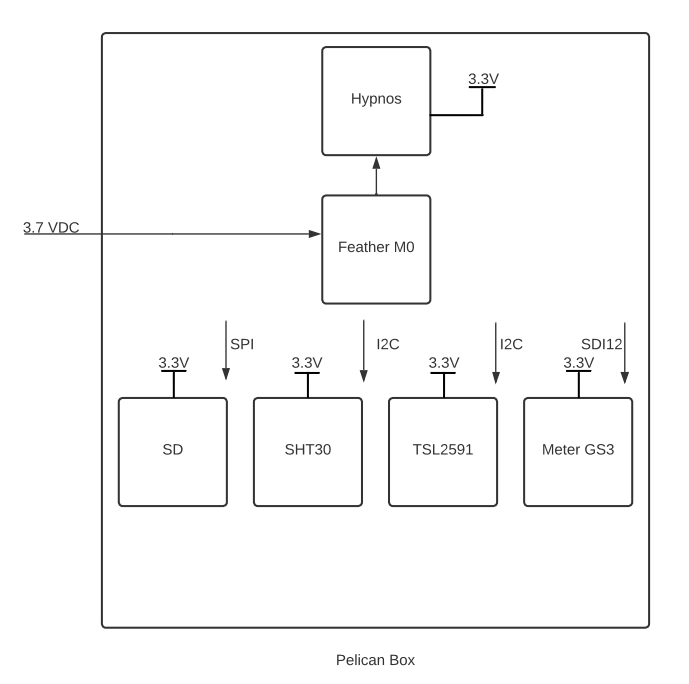 Hypnos
3.3V
3.7 VDC
Feather M0
SPI
I2C
I2C
SDI12
3.3V
3.3V
3.3V
3.3V
SD
SHT30
TSL2591
Meter GS3
Pelican Box